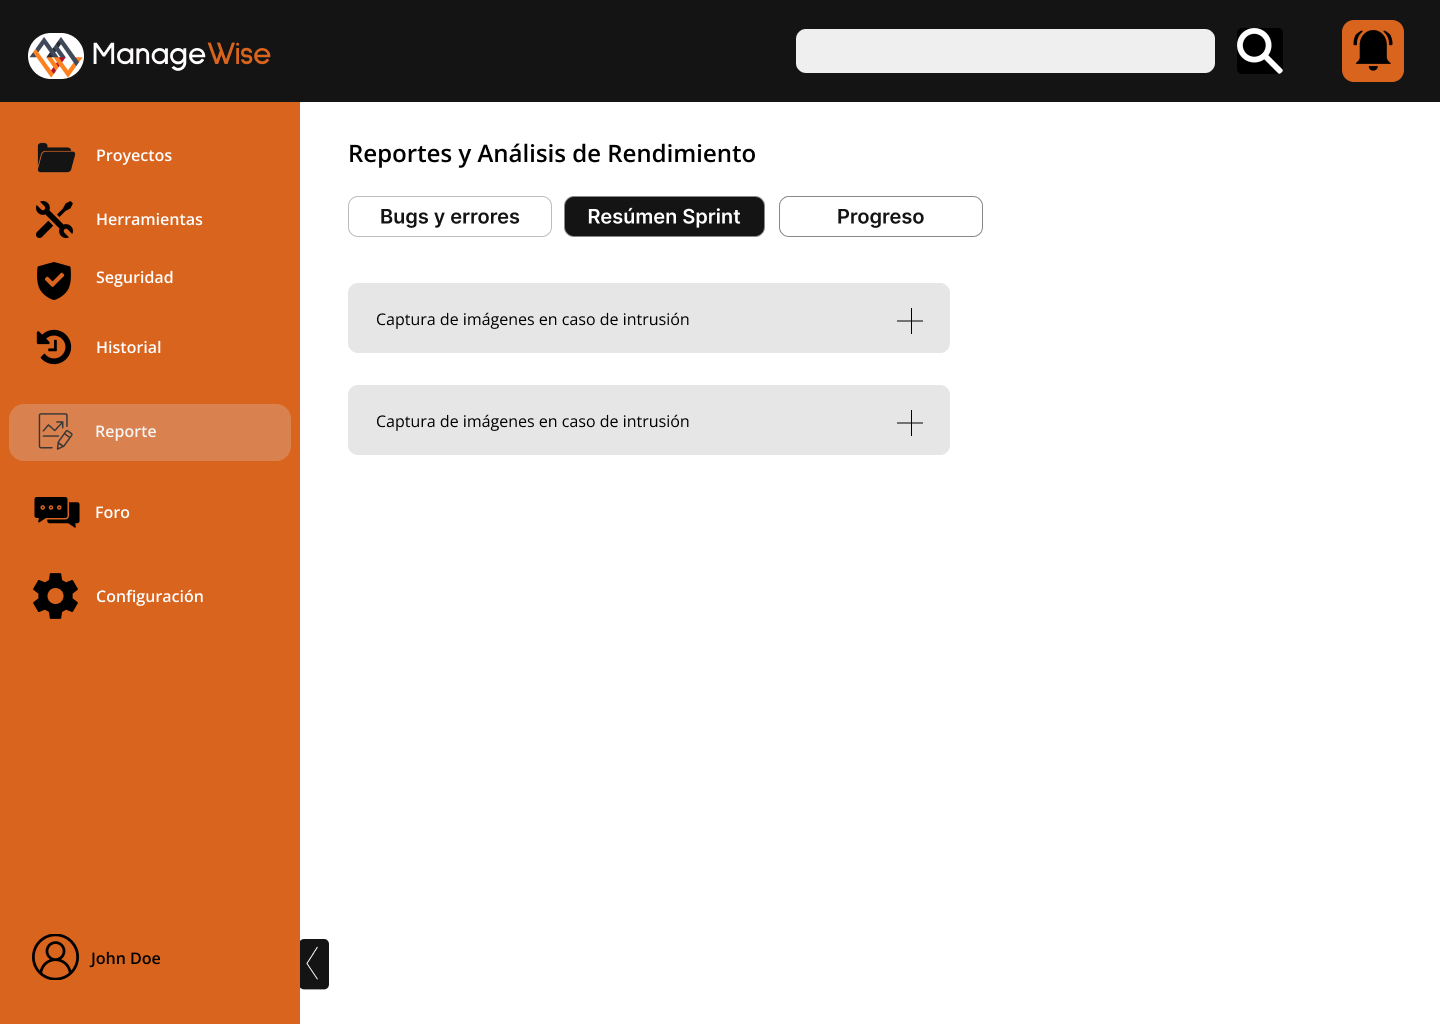 ManageWise
Proyectos
Herramientas
Seguridad
Historial
Reporte
Foro
Configuración
John Doe
Reportes y Análisis de Rendimiento
Bugs y errores
Resúmen Sprint
Progreso
Captura de imágenes en caso de intrusión
Captura de imágenes en caso de intrusión